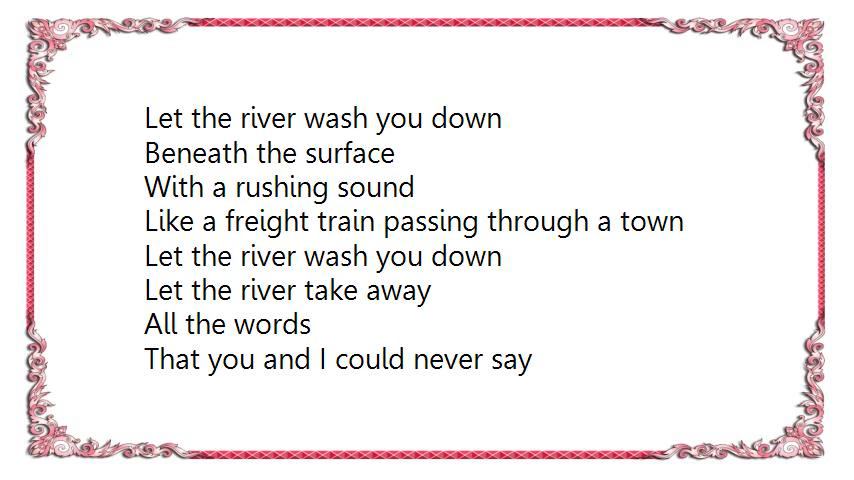 Let the river wash you down
Beneath the surface
With a rushing sound
Like a freight train passing through a town
Let the river wash you down
Let the river take away
All the words
That you and I could never say